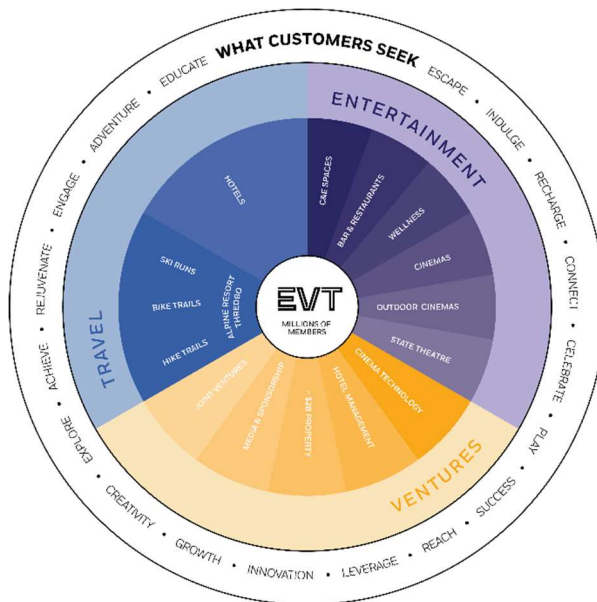 WHAT CUSTOMERS SEEK
ESCAPE • INDULGE • RECHARGE • CONNECT • CELEBRATE • PLAY • SUCCESS • REACH • LEVERAGE • INNOVATION • GROWTH • CREATIVITY • EXPLORE • ACHIEVE • REJUVENATE • ENGAGE • ADVENTURE • EDUCATE
ENTERTAINMENT
C&E SPACES
BAR & RESTAURANTS
WELLNESS
CINEMAS
OUTDOOR CINEMAS
STATE THEATRE
VENTURES
CINEMA TECHNOLOGY
HOTEL MANAGEMENT
~$2B PROPERTY
MEDIA & SPONSORSHIP
JOINT VENTURES
TRAVEL
HIKE TRAILS
BIKE TRAILS
SKI RUNS
ALPINE RESORT
THREDBO
HOTELS
EVT
MILLIONS OF
MEMBERS